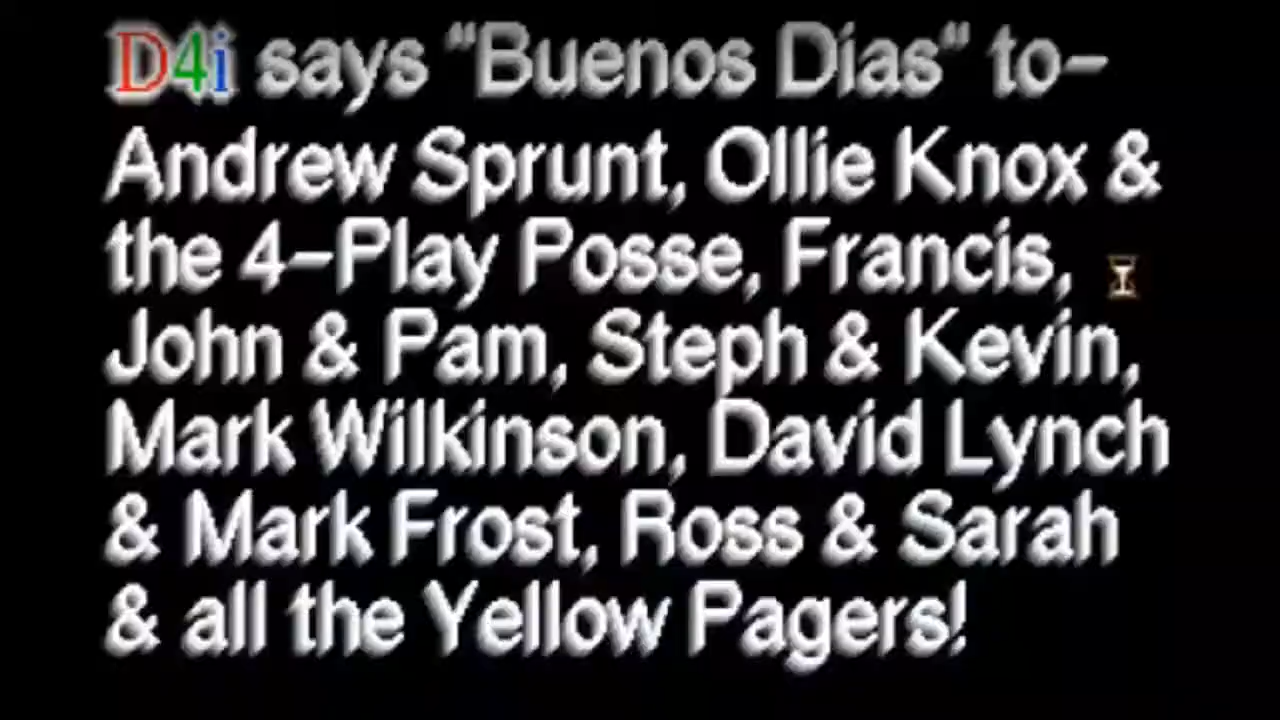 D4i says “Buenos Dias“ to-
Andrew Sprunt, Ollie Knox &
the 4-Play Posse, Francis,
John & Pam, Steph & Kevin,
Mark Wilkinson, David Lynch
& Mark Frost, Ross & Sarah
& all the Yellow Pagers!